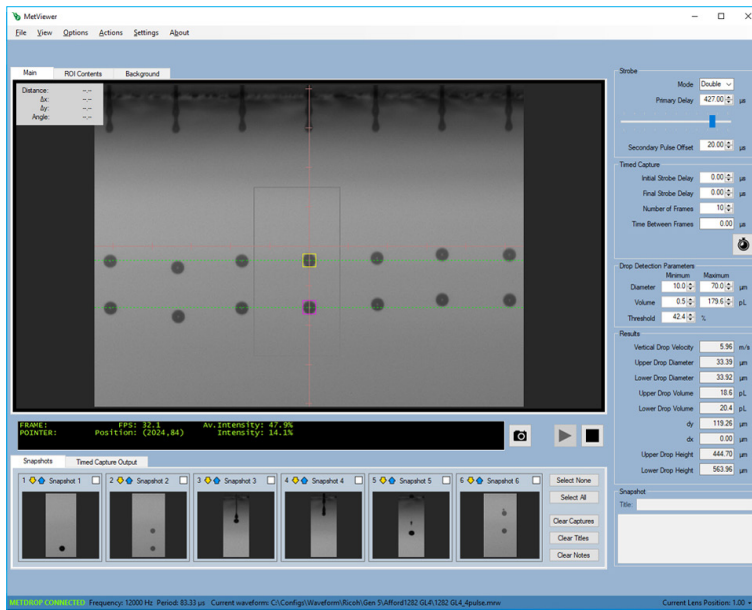 MetViewer
File View Options Actions Settings About
Main ROI Contents Background
Distance: -.-
Δx: -.-
Δy: -.-
Angle: -.-
FRAME: FPS: 32.1 Av.Intensity: 47.9%
POINTER: Position: (2024,84) Intensity: 14.1%
Snapshots Timed Capture Output
1 Snapshot 1
2 Snapshot 2
3 Snapshot 3
4 Snapshot 4
5 Snapshot 5
6 Snapshot 6
Select None
Select All
Clear Captures
Clear Titles
Clear Notes
Strobe
Mode Double
Primary Delay 427.00 µs
Secondary Pulse Offset 20.00 µs
Timed Capture
Initial Strobe Delay 0.00 µs
Final Strobe Delay 0.00 µs
Number of Frames 10
Time Between Frames 0.00 µs
Drop Detection Parameters
Minimum Maximum
Diameter 10.0 70.0 µm
Volume 0.5 179.6 pL
Threshold 42.4 %
Results
Vertical Drop Velocity 5.96 m/s
Upper Drop Diameter 33.39 µm
Lower Drop Diameter 33.92 µm
Upper Drop Volume 18.6 pL
Lower Drop Volume 20.4 pL
dy 119.26 µm
dx 0.00 µm
Upper Drop Height 444.70 µm
Lower Drop Height 563.96 µm
Snapshot
Title:
METDROP CONNECTED Frequency: 12000 Hz Period: 83.33 µs Current waveform: C:\Configs\Waveform\Ricoh\Gen 5\Afford1282 GL4\1282 GL4_4pulse.mrw Current Lens Position: 1.00